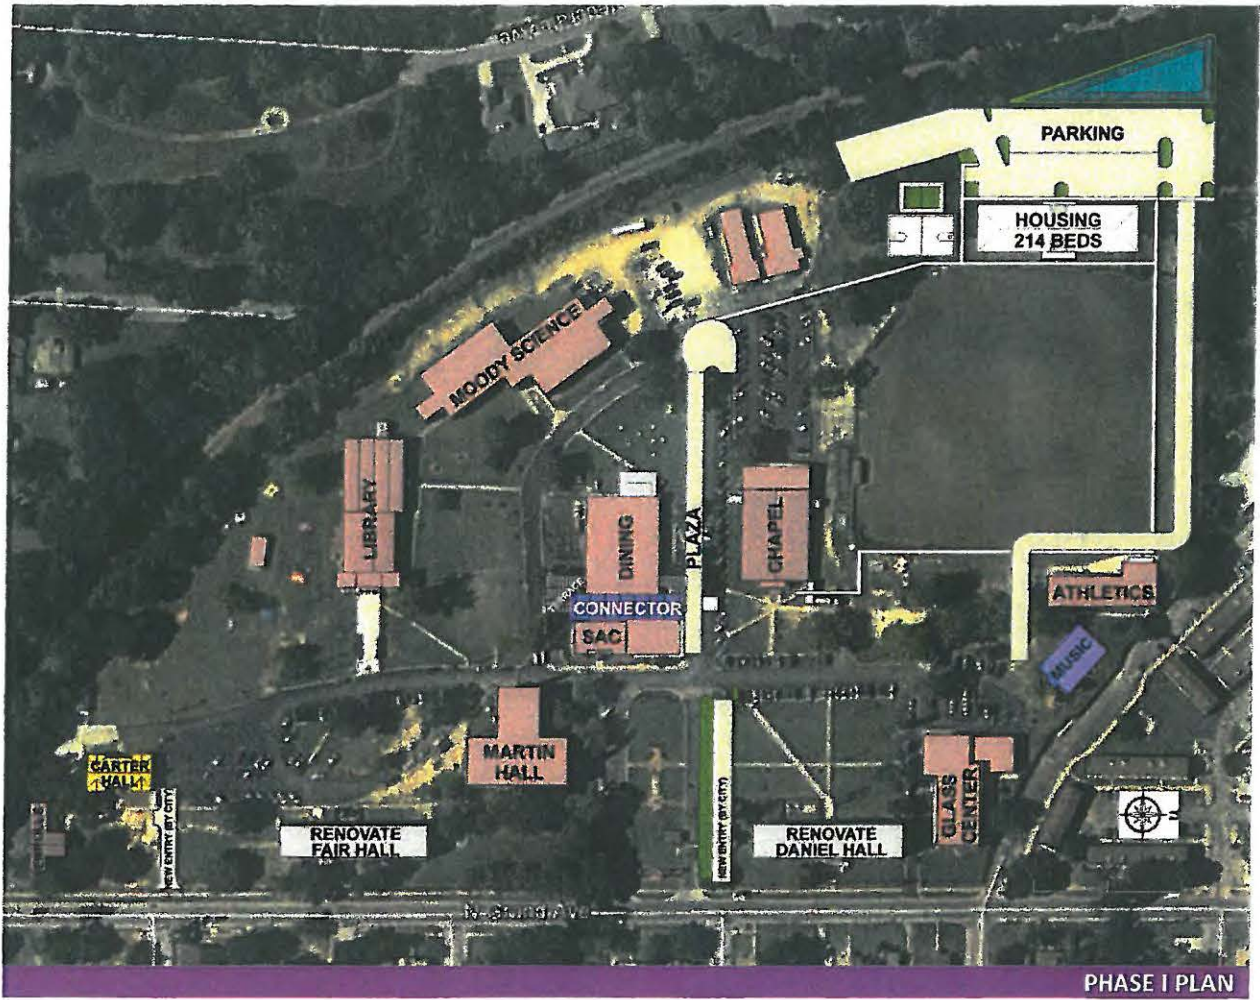 PARKING
HOUSING
214 BEDS
MOODY SCIENCE
LIBRARY
DINING
PLAZA
CHAPEL
CONNECTOR
SAC
ATHLETICS
MUSIC
MARTIN
HALL
CARTER
HALL
GLASS
CENTER
NEW ENTRY (BY CITY)
NEW ENTRY (BY CITY)
RENOVATE
FAIR HALL
RENOVATE
DANIEL HALL
PHASE I PLAN